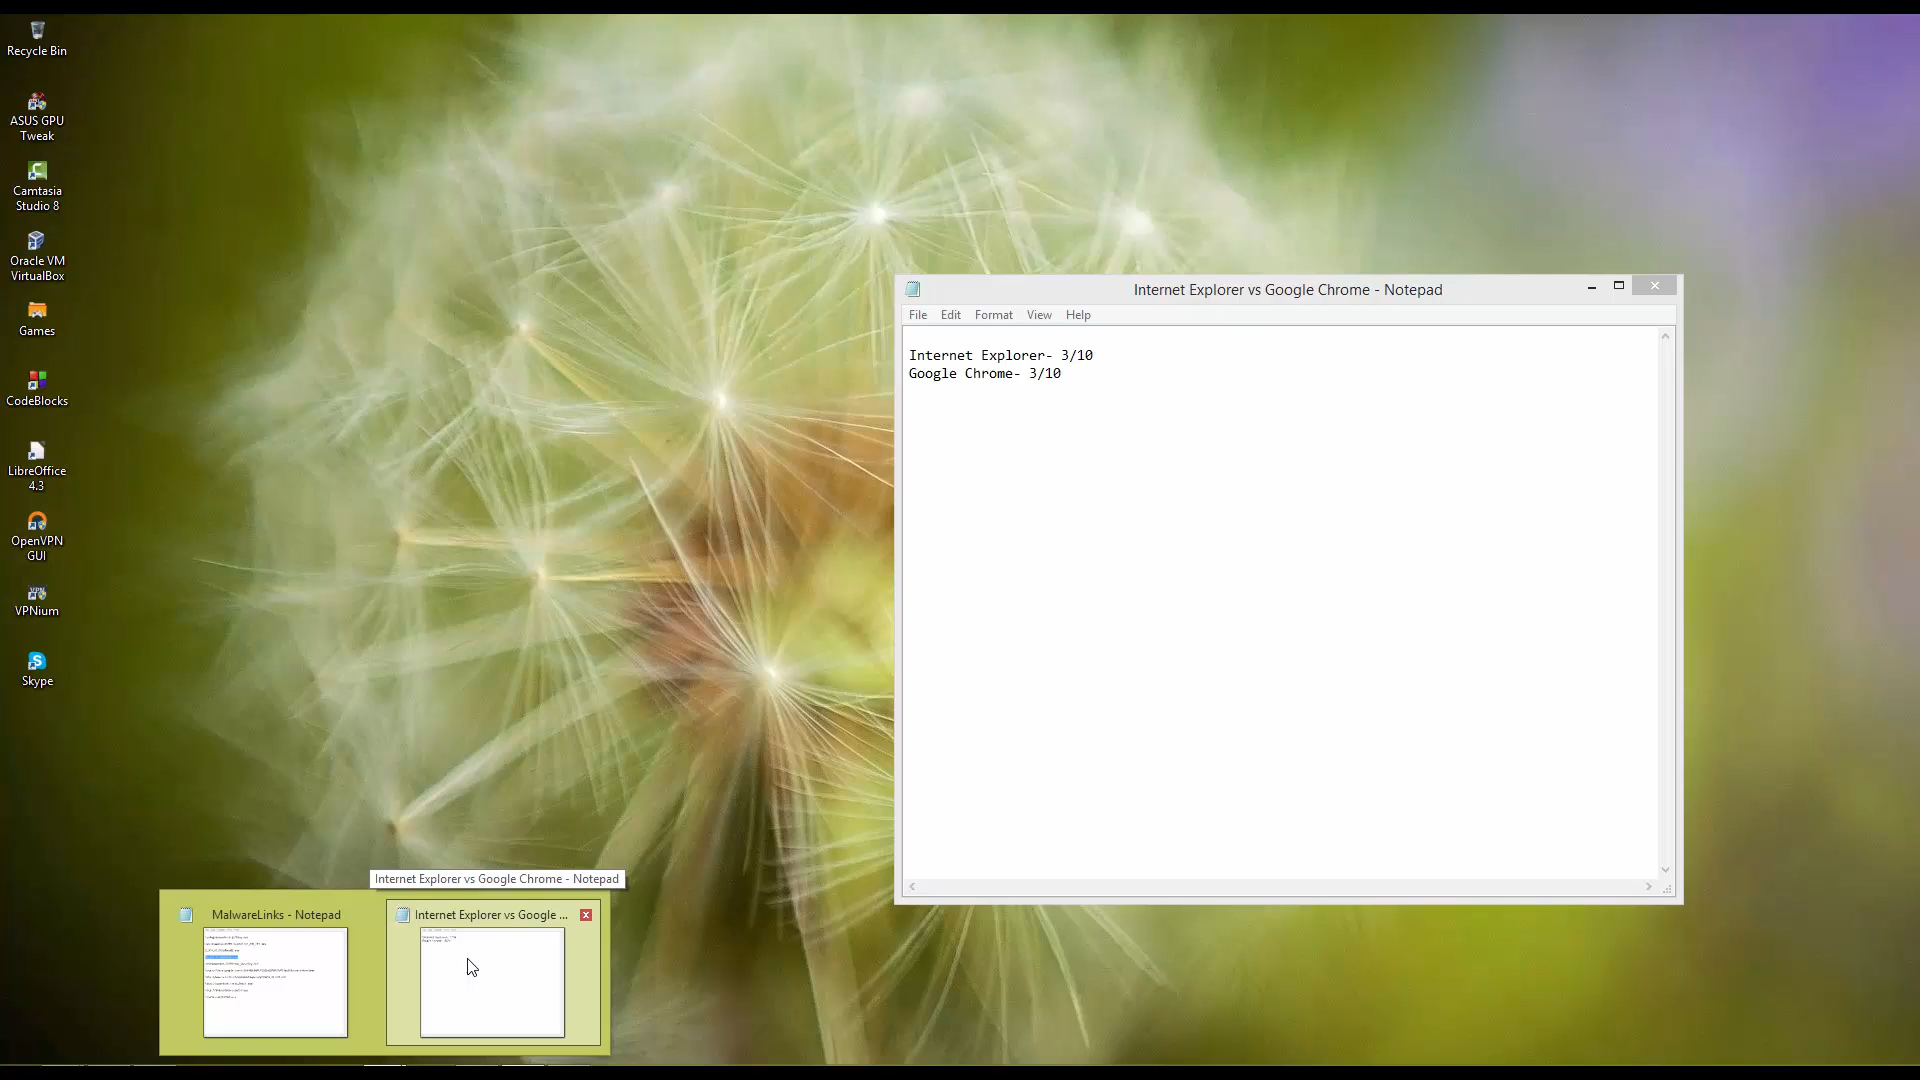 Recycle Bin
ASUS GPU
Tweak
Camtasia
Studio 8
Oracle VM
VirtualBox
Games
CodeBlocks
LibreOffice
4.3
OpenVPN
GUI
VPNium
Skype
Internet Explorer vs Google Chrome - Notepad
File Edit Format View Help
Internet Explorer- 3/10
Google Chrome- 3/10
Internet Explorer vs Google Chrome - Notepad
MalwareLinks - Notepad
Internet Explorer vs Google ...